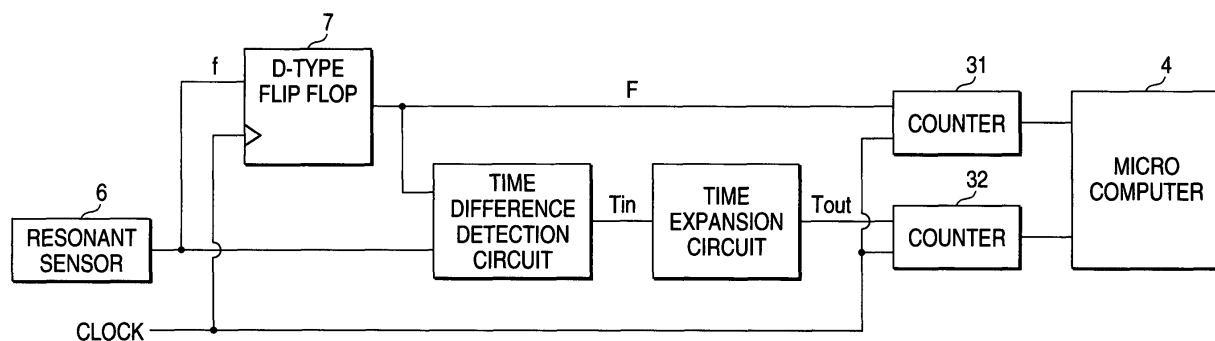 7
D-TYPE
FLIP FLOP
f
F
31
COUNTER
4
MICRO
COMPUTER
6
RESONANT
SENSOR
TIME
DIFFERENCE
DETECTION
CIRCUIT
Tin
TIME
EXPANSION
CIRCUIT
Tout
32
COUNTER
CLOCK